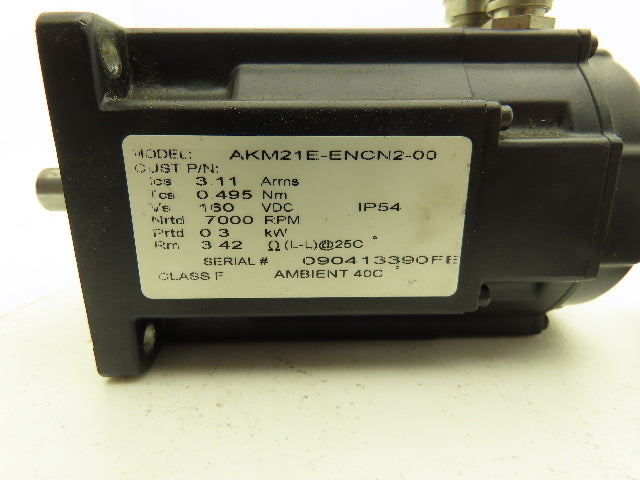 MODEL: AKM21E-ENCN2-00
CUST P/N:
Ics 3.11 Arms
Tcs 0.495 Nm
Vs 160 VDC IP54
Nrtd 7000 RPM
Prtd 0.3 kW
Rm 3.42 Ω(L-L)@25C°
SERIAL # 090413390FE
CLASS F AMBIENT 40C°